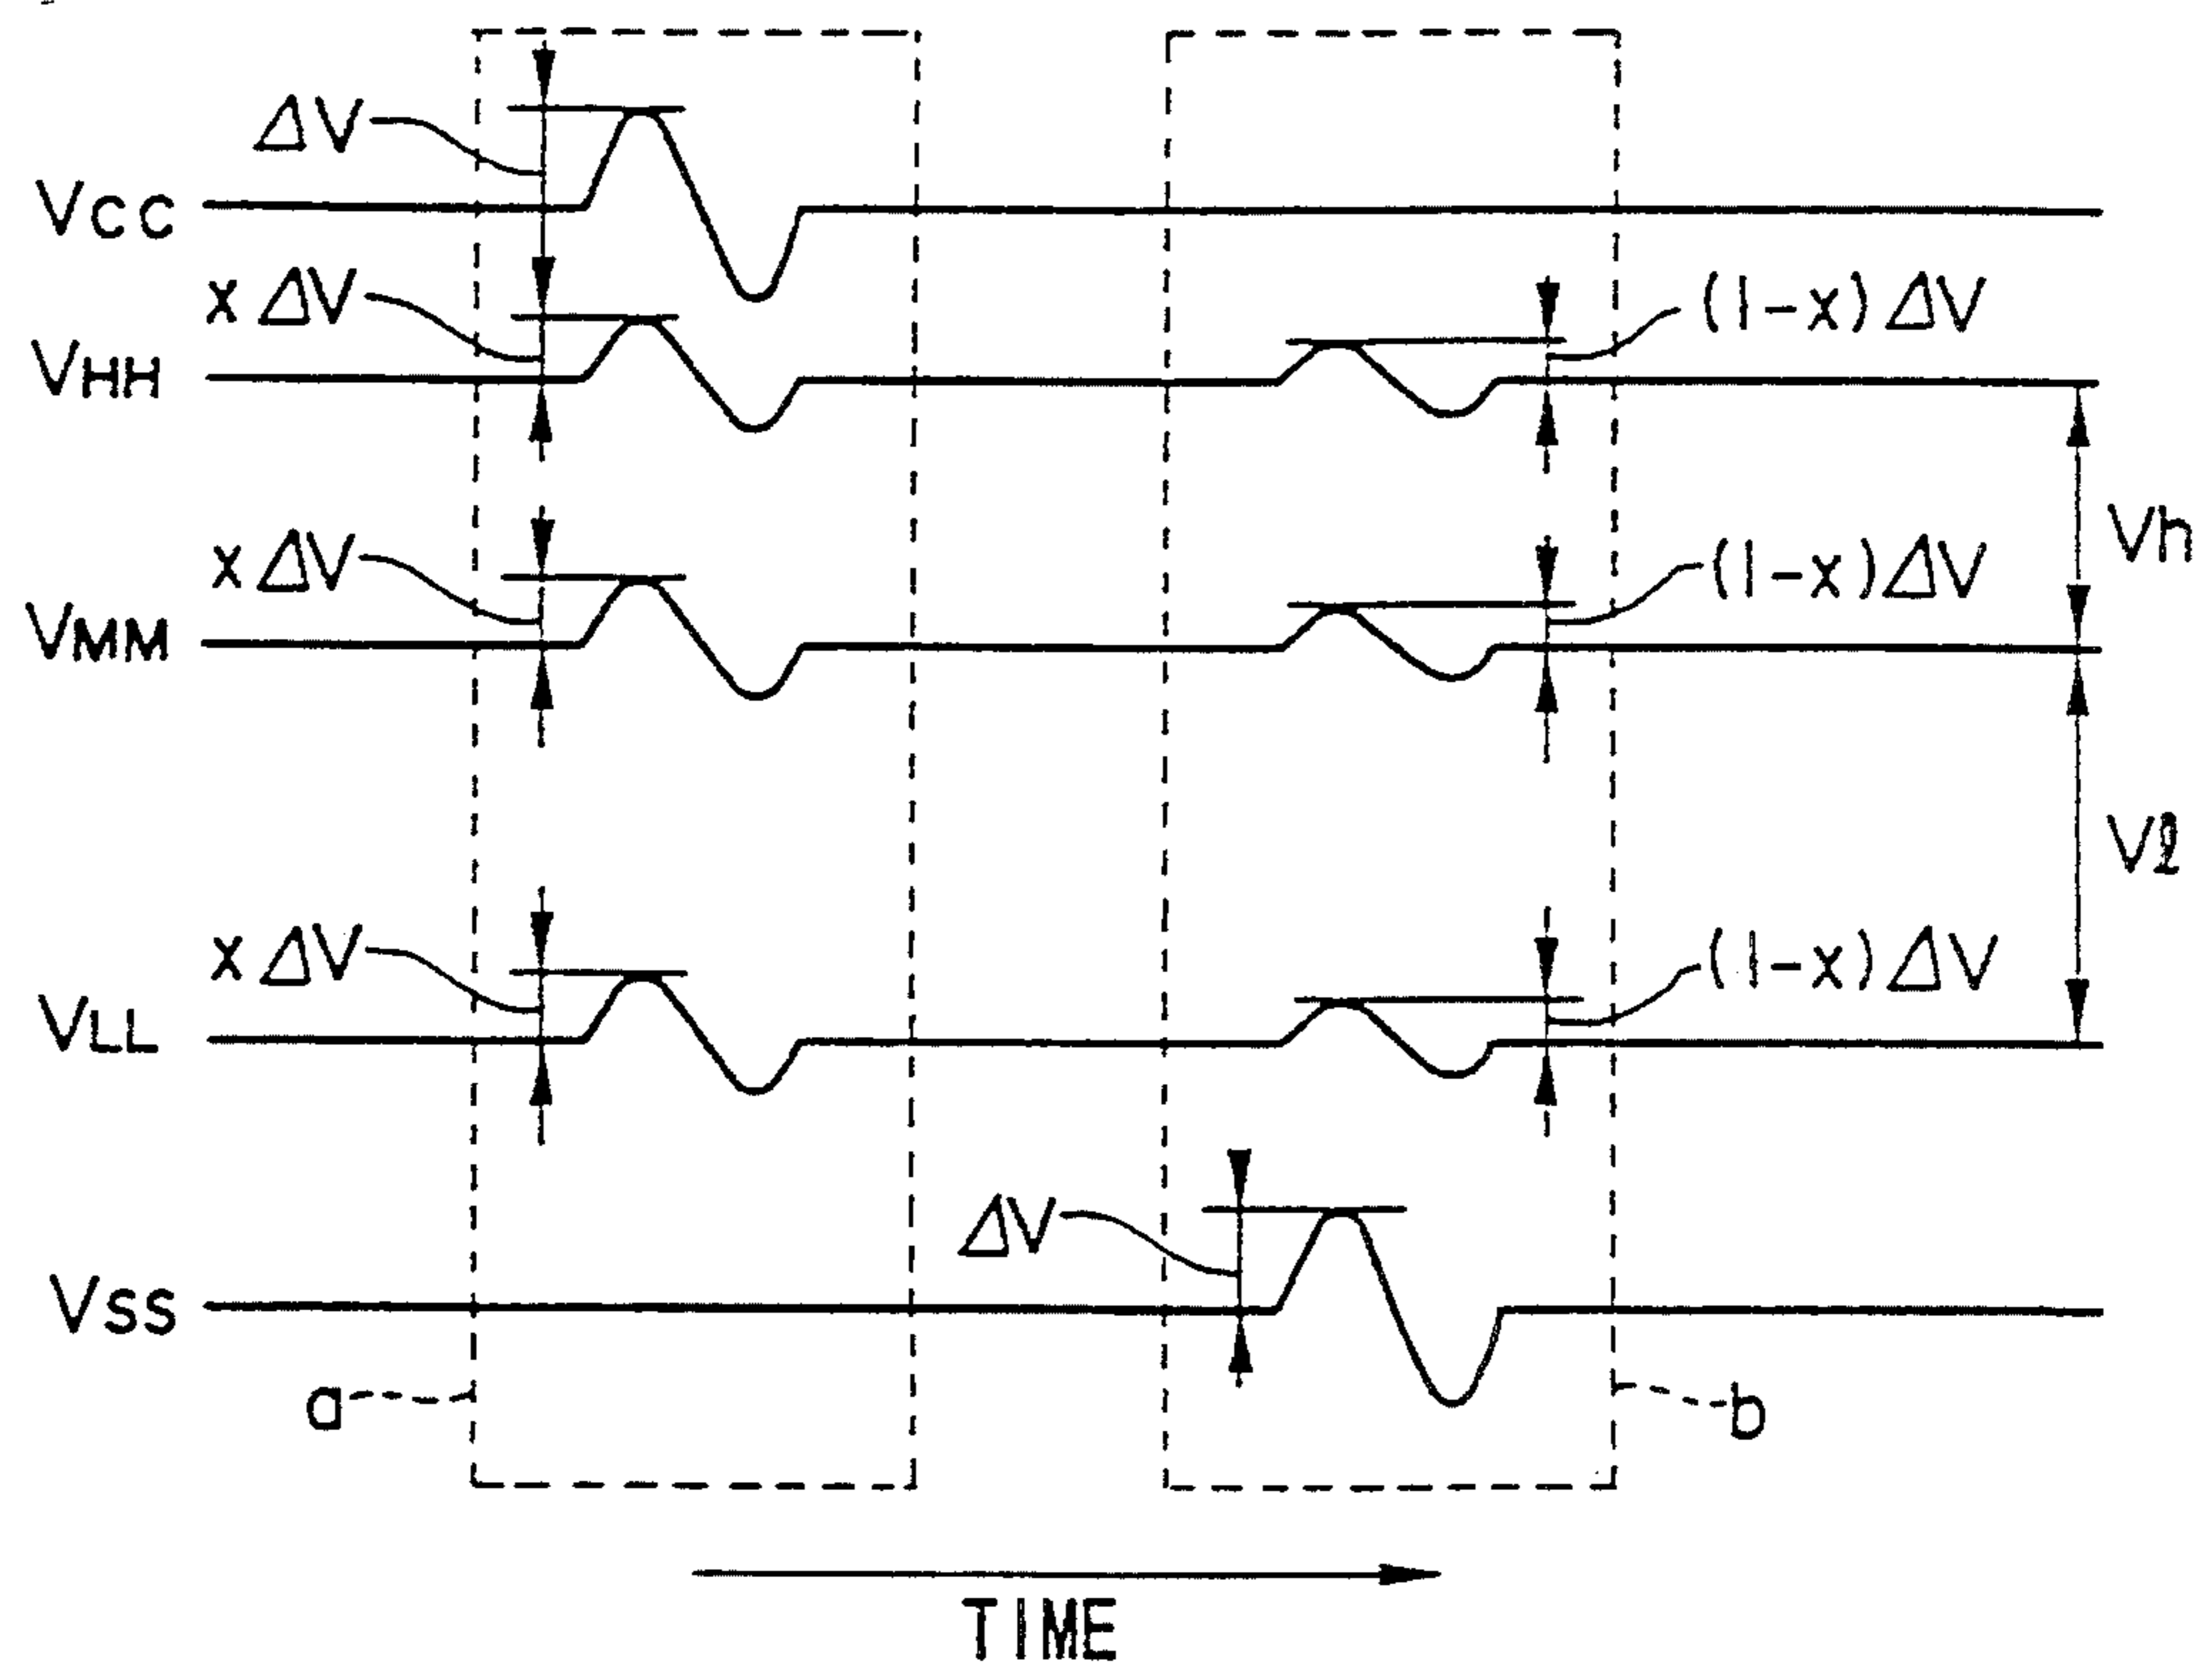 ΔV
VCC
xΔV
(1-x)ΔV
VHH
Vh
xΔV
(1-x)ΔV
VMM
Vℓ
xΔV
(1-x)ΔV
VLL
ΔV
VSS
a
b
TIME